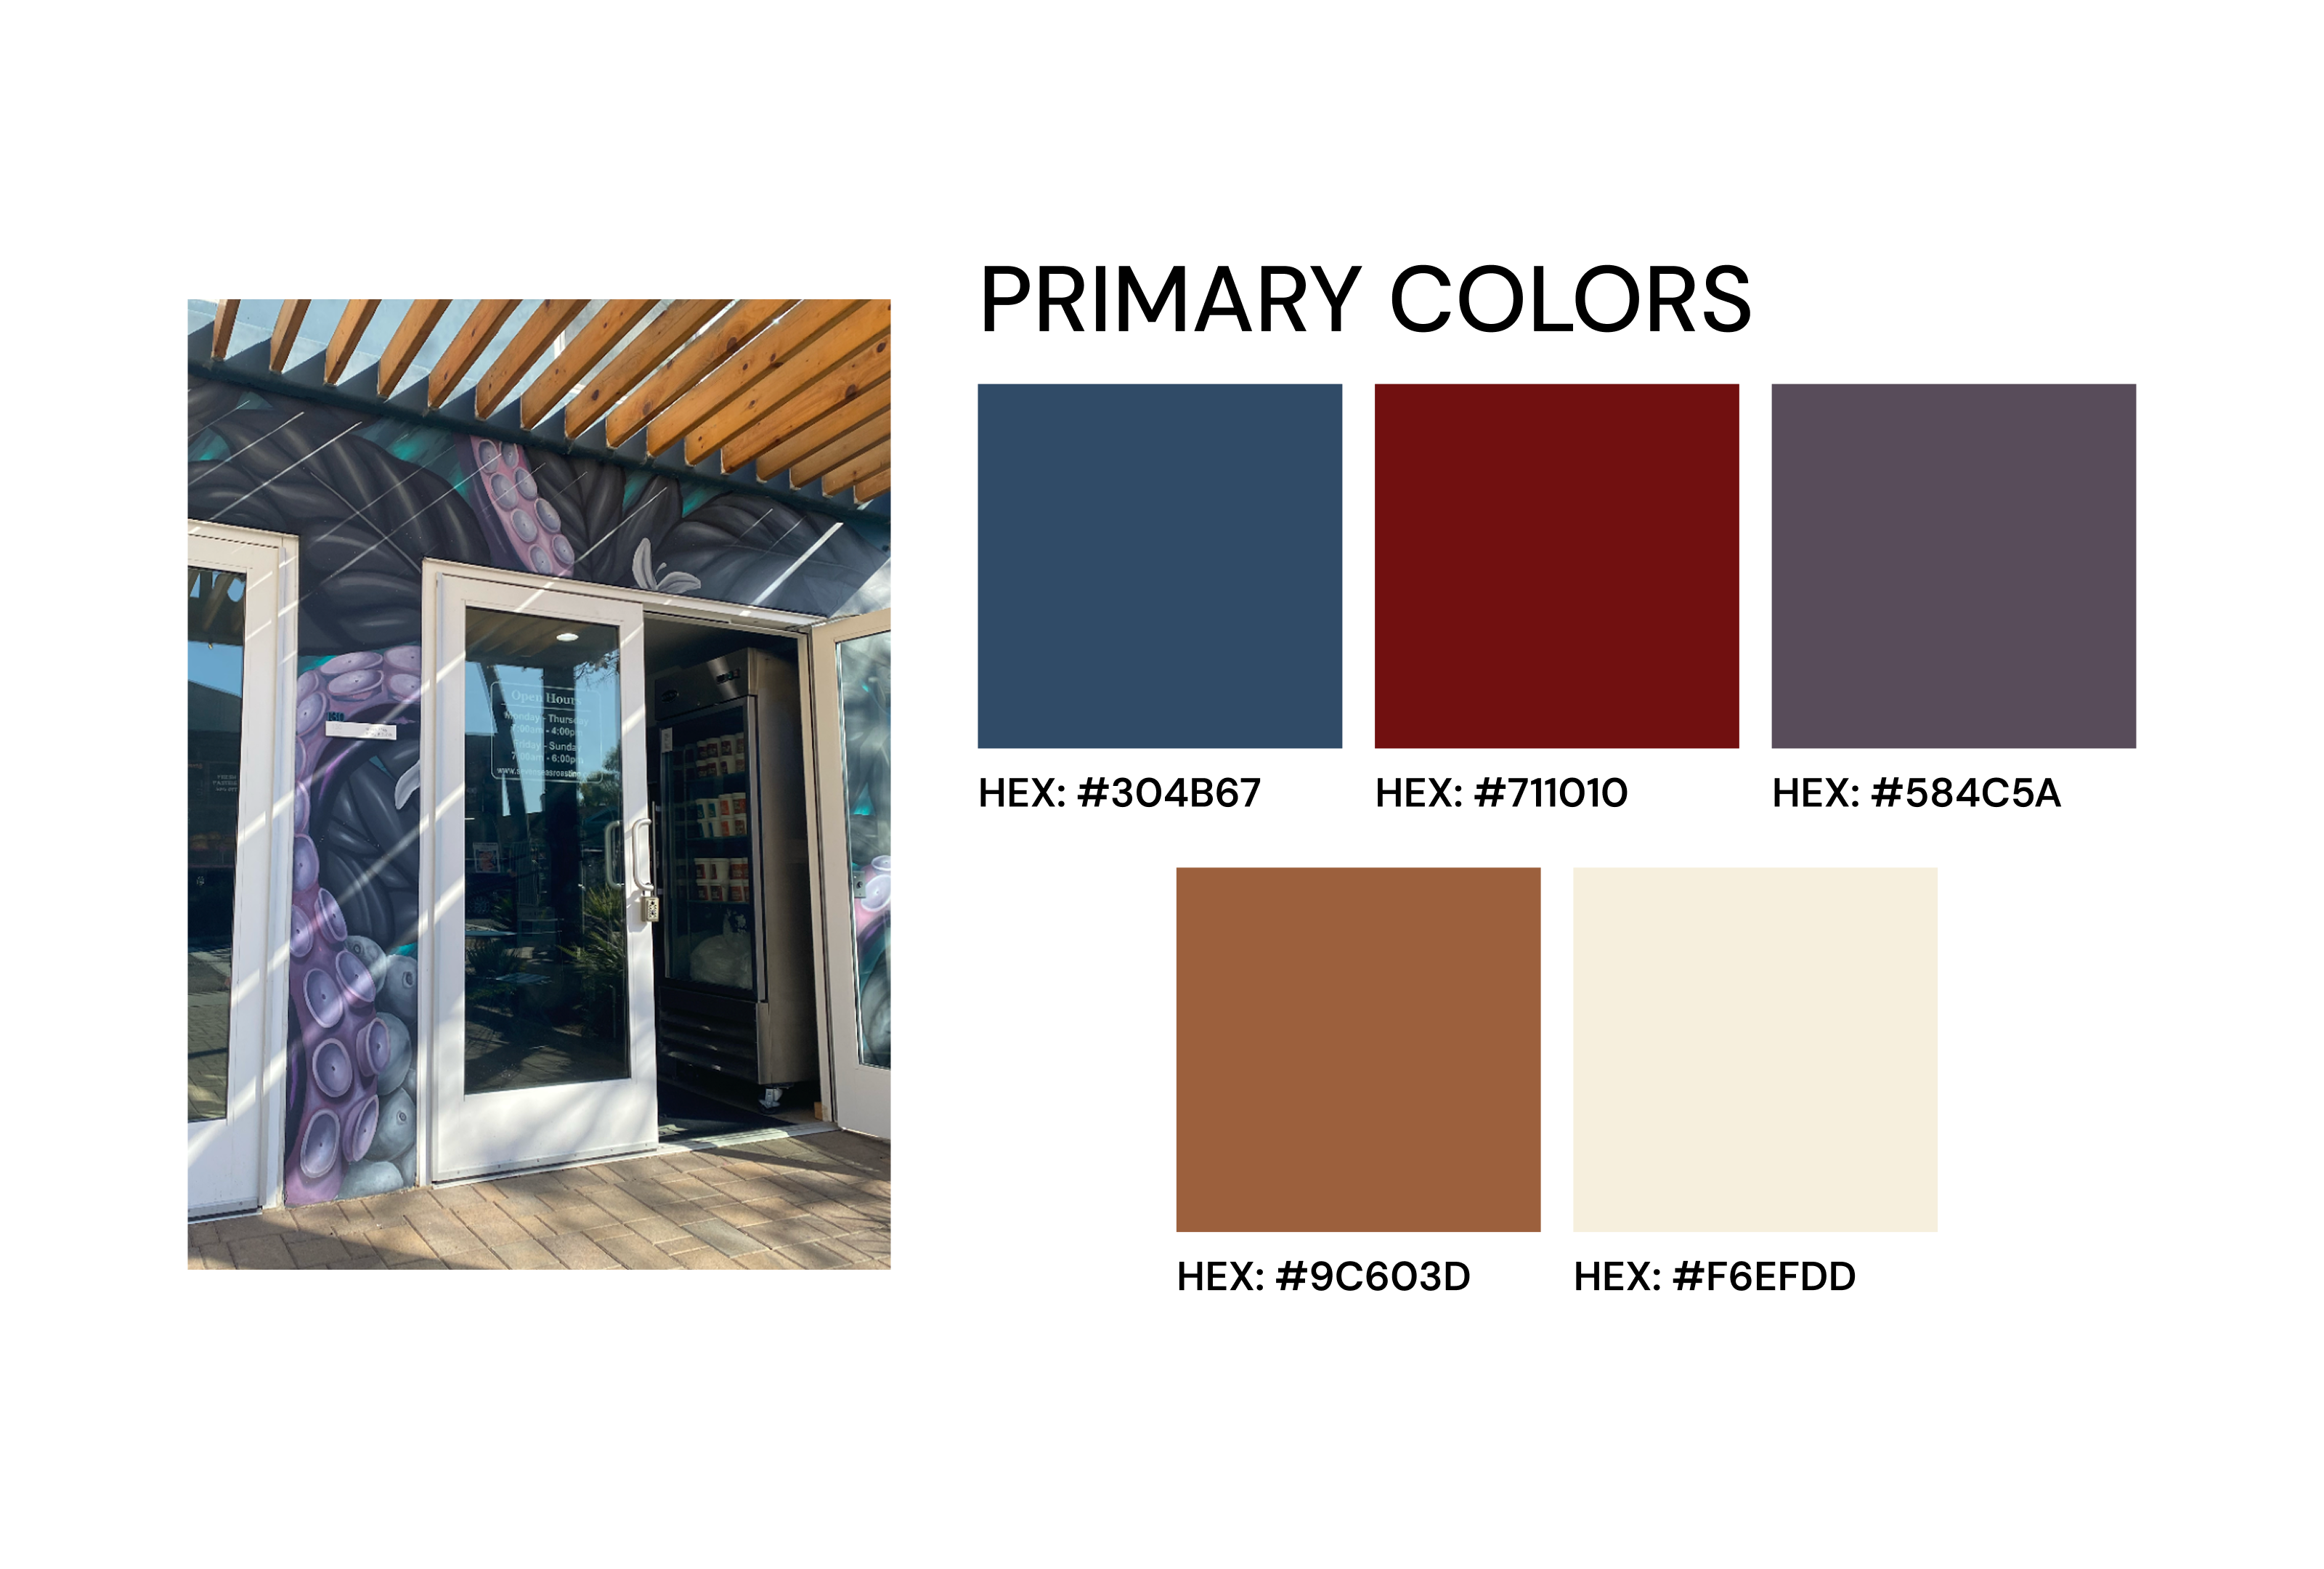 PRIMARY COLORS
HEX: #304B67
HEX: #711010
HEX: #584C5A
HEX: #9C603D
HEX: #F6EFDD
Open Hours
Monday - Thursday
7:00am - 4:00pm
Friday - Sunday
7:00am - 6:00pm